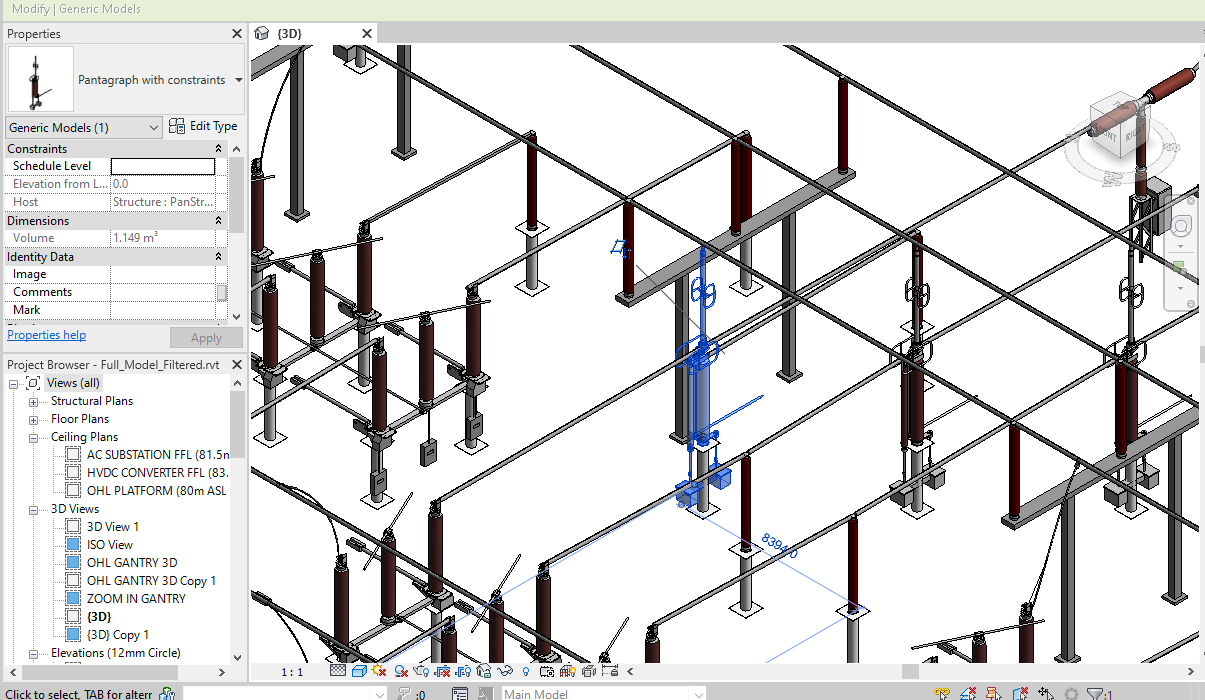 Modify | Generic Models
Properties
{3D}
Pantagraph with constraints
Generic Models (1)
Edit Type
Constraints
Schedule Level
Elevation from L... 0.0
Host Structure : PanStr...
Dimensions
Volume 1.149 m³
Identity Data
Image
Comments
Mark
Properties help
Apply
Project Browser - Full_Model_Filtered.rvt
Views (all)
Structural Plans
Floor Plans
Ceiling Plans
AC SUBSTATION FFL (81.5m
HVDC CONVERTER FFL (83.
OHL PLATFORM (80m ASL
3D Views
3D View 1
ISO View
OHL GANTRY 3D
OHL GANTRY 3D Copy 1
ZOOM IN GANTRY
{3D}
{3D} Copy 1
Elevations (12mm Circle)
RIGHT
8394.0
1 : 1
Click to select, TAB for altern
:0
Main Model
:1